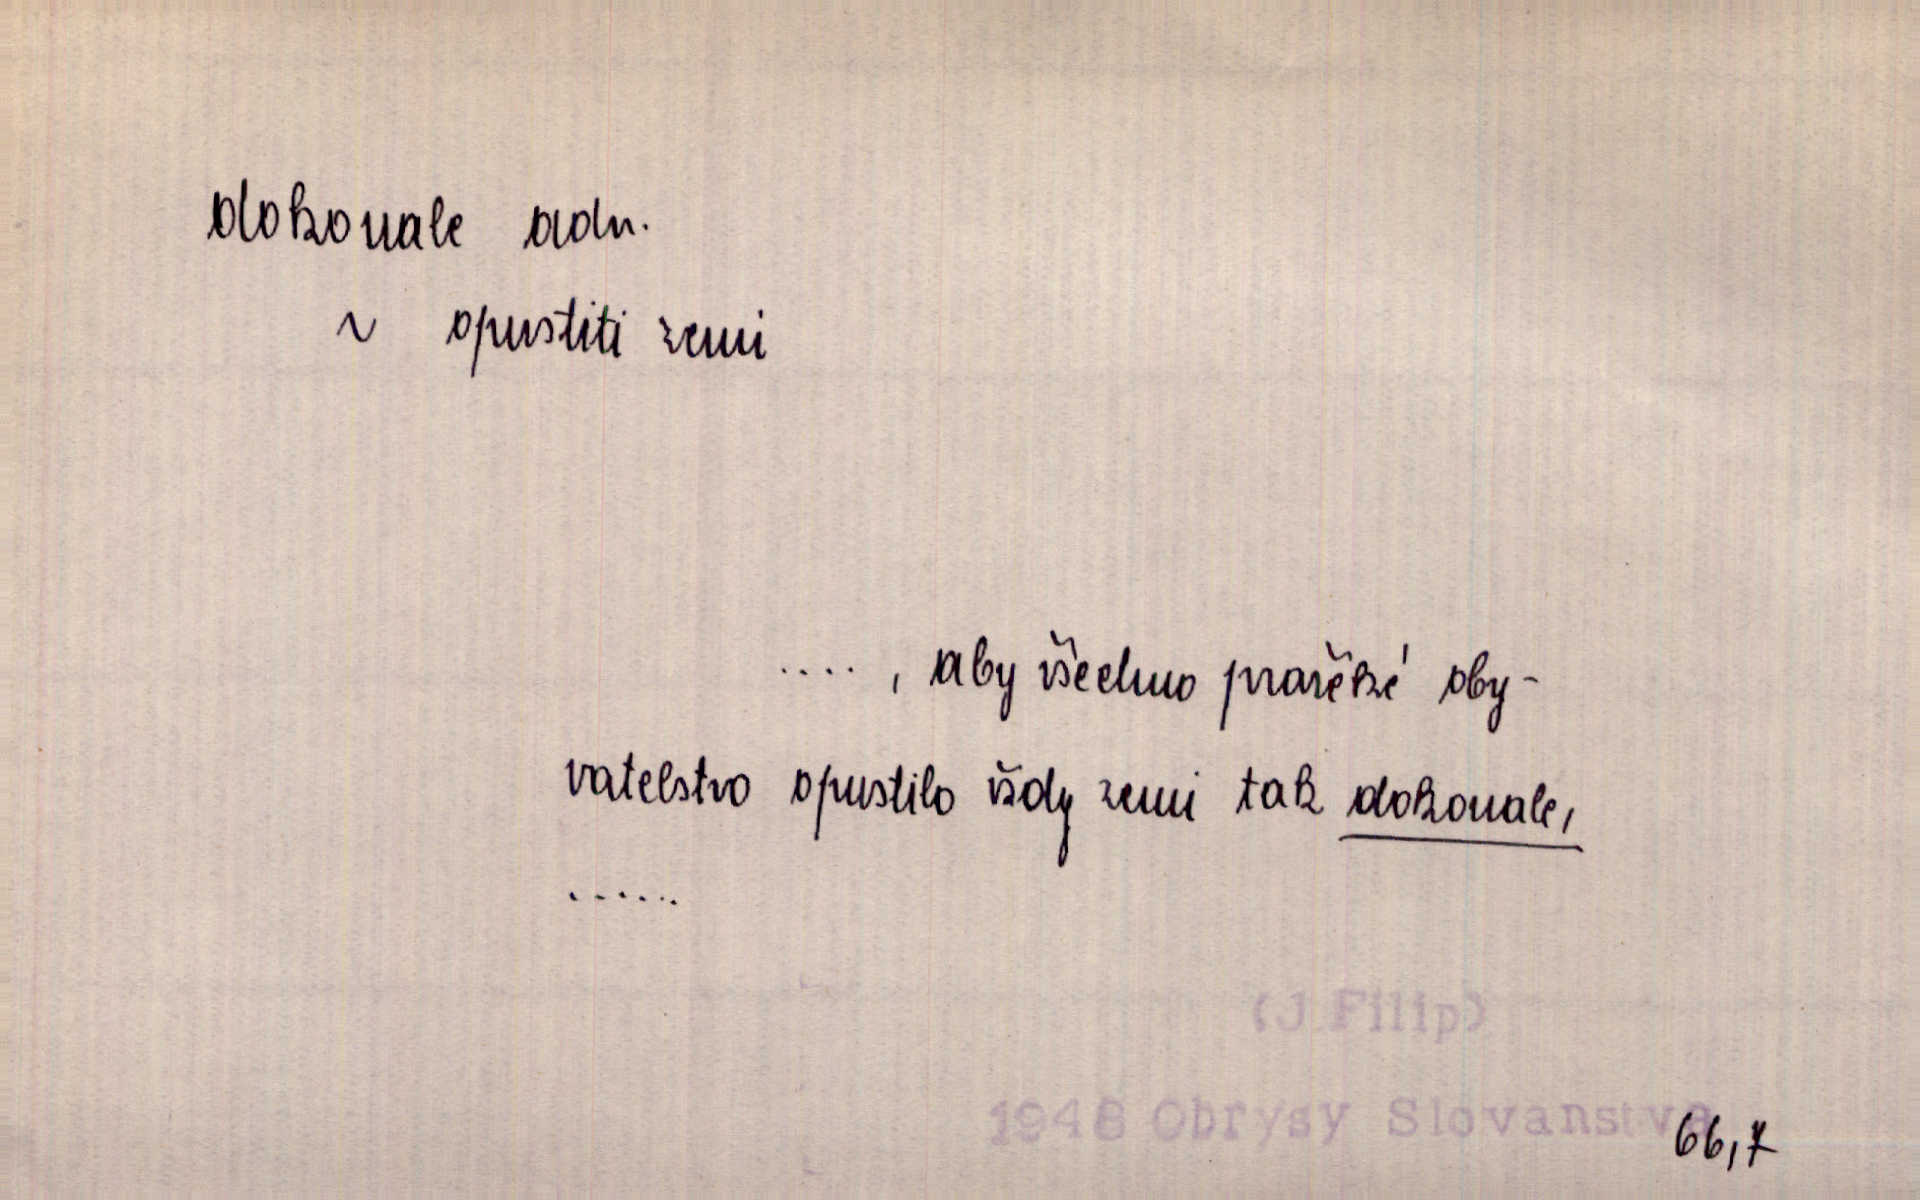 dokonale adv.
~ opustiti zemi
...., aby všechno pravěké oby-
vatelstvo opustilo vždy zemi tak dokonale,
.....
(J.Filip)
1948 Obrysy Slovanstva
66,7